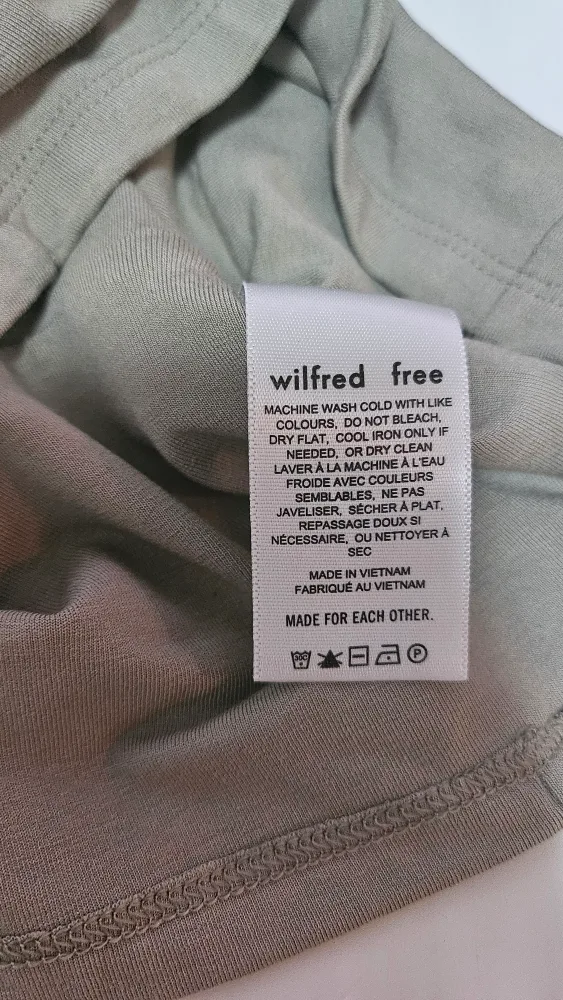 wilfred free
MACHINE WASH COLD WITH LIKE
COLOURS, DO NOT BLEACH,
DRY FLAT, COOL IRON ONLY IF
NEEDED, OR DRY CLEAN
LAVER À LA MACHINE À L'EAU
FROIDE AVEC COULEURS
SEMBLABLES, NE PAS
JAVELISER, SÉCHER À PLAT,
REPASSAGE DOUX SI
NÉCESSAIRE, OU NETTOYER À
SEC
MADE IN VIETNAM
FABRIQUÉ AU VIETNAM
MADE FOR EACH OTHER.
30C P